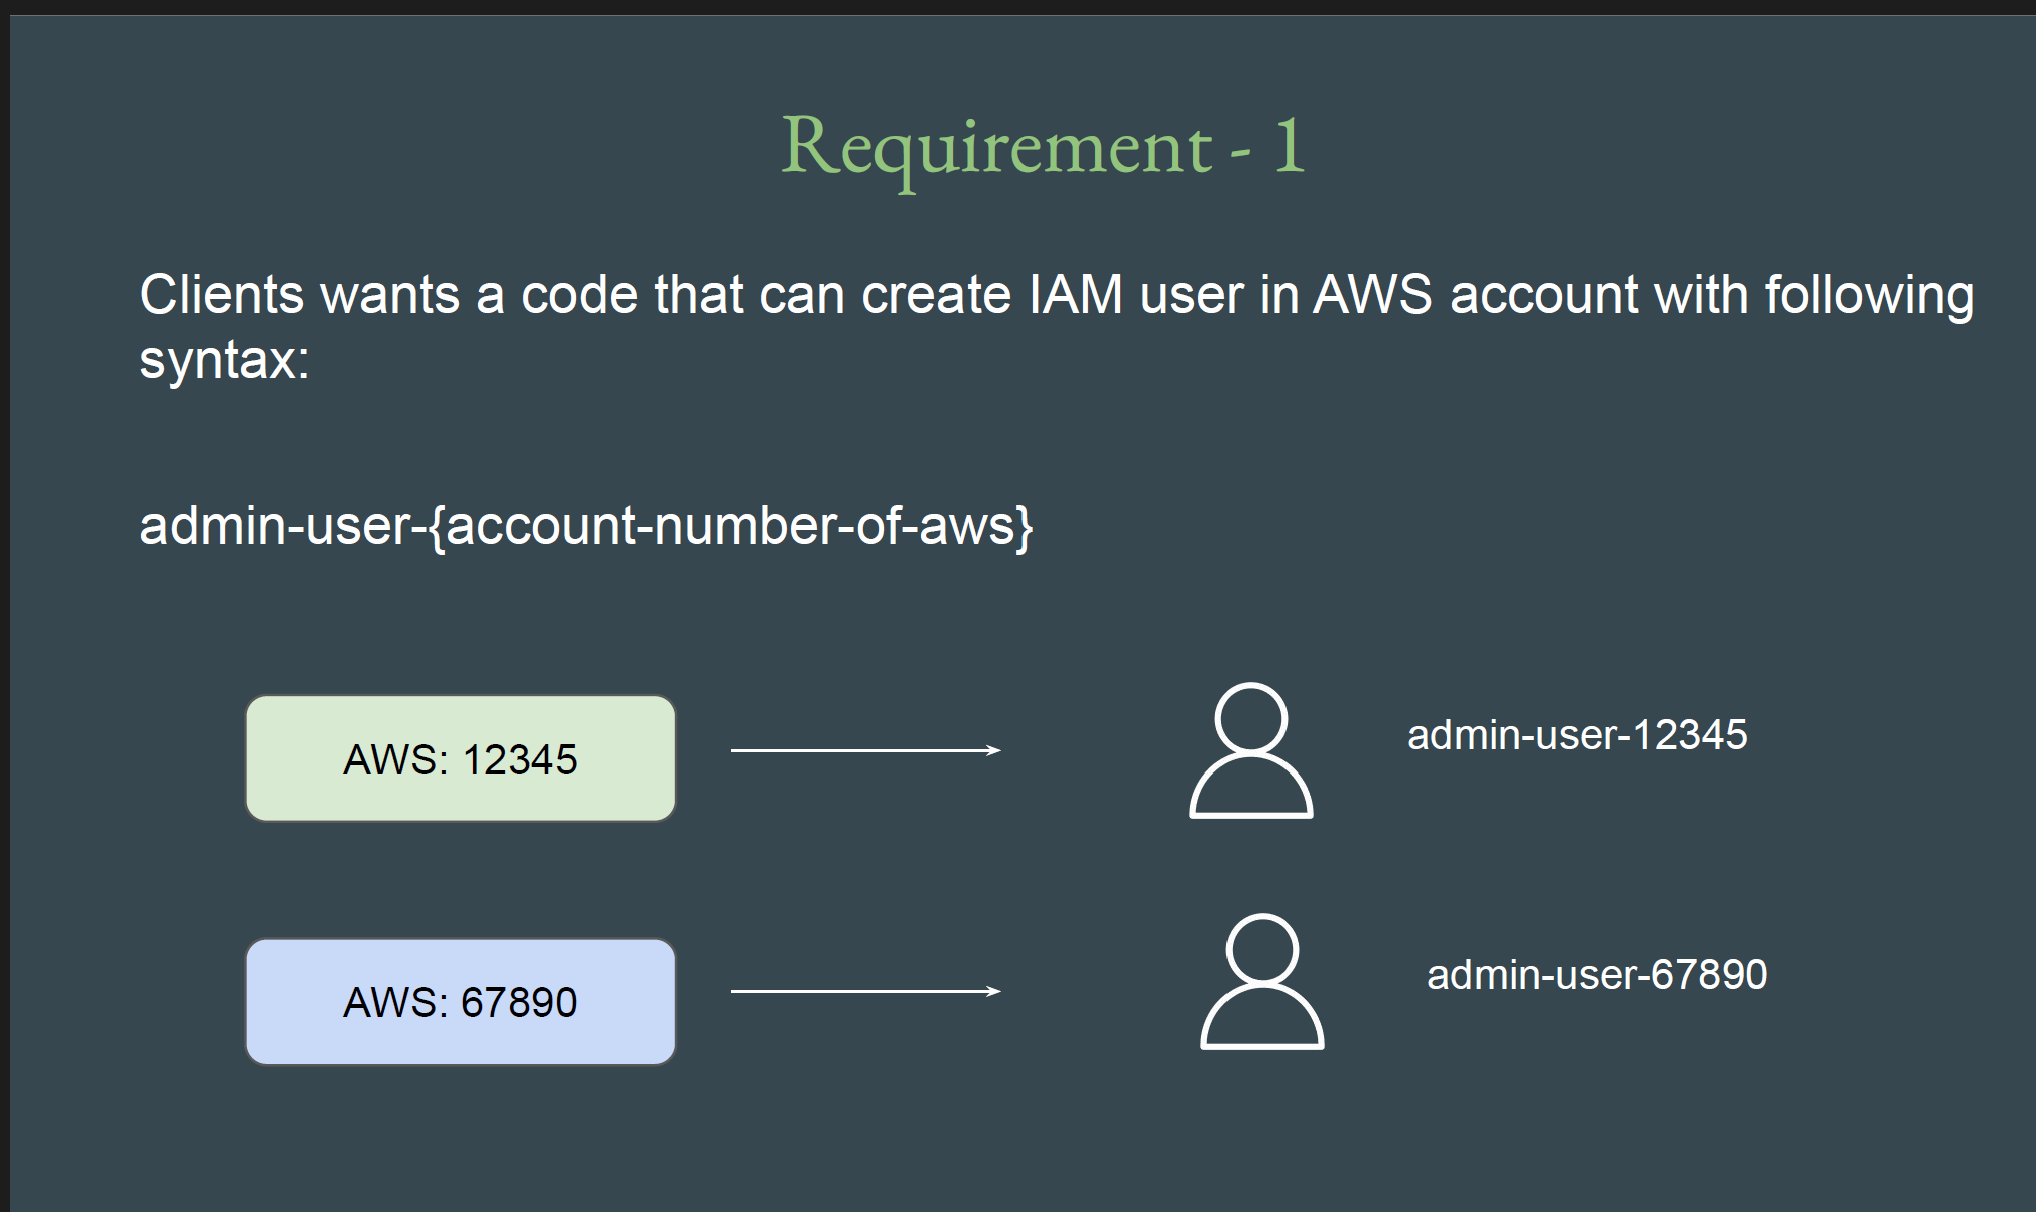 Requirement - 1
Clients wants a code that can create IAM user in AWS account with following
syntax:
admin-user-{account-number-of-aws}
AWS: 12345
admin-user-12345
AWS: 67890
admin-user-67890